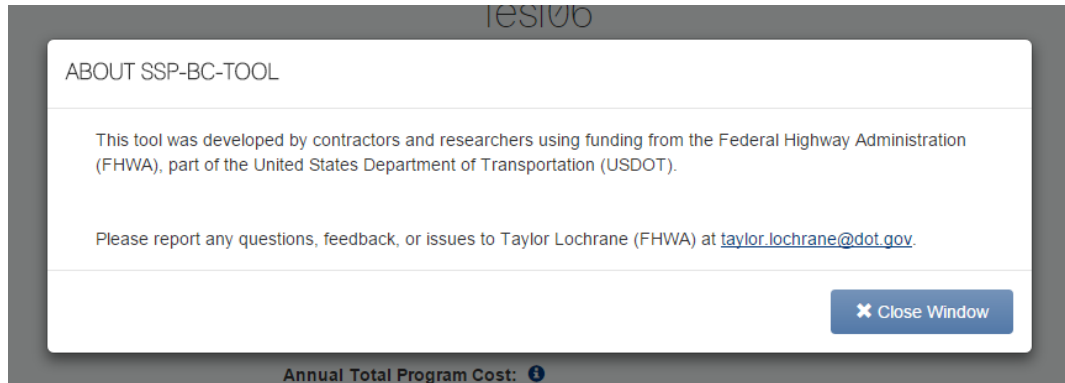 Test06
ABOUT SSP-BC-TOOL
This tool was developed by contractors and researchers using funding from the Federal Highway Administration
(FHWA), part of the United States Department of Transportation (USDOT).
Please report any questions, feedback, or issues to Taylor Lochrane (FHWA) at taylor.lochrane@dot.gov.
✖ Close Window
Annual Total Program Cost: